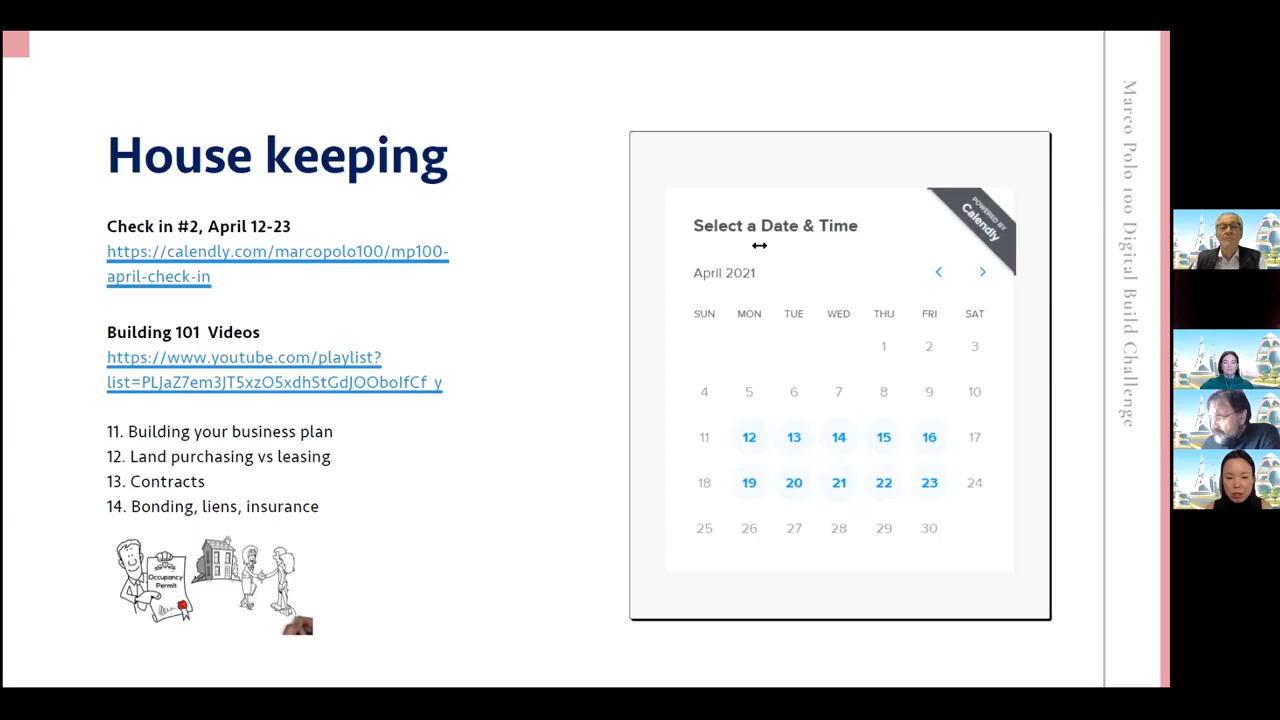 House keeping
Check in #2, April 12-23
https://calendly.com/marcopolo100/mp100-
april-check-in
Building 101  Videos
https://www.youtube.com/playlist?
list=PLJaZ7em3JT5xzO5xdhStGdJOOboIfCf_y
11. Building your business plan
12. Land purchasing vs leasing
13. Contracts
14. Bonding, liens, insurance
Occupancy
Permit
POWERED BY
Calendly
Select a Date & Time
April 2021
SUN MON TUE WED THU FRI SAT
1 2 3
4 5 6 7 8 9 10
11 12 13 14 15 16 17
18 19 20 21 22 23 24
25 26 27 28 29 30
Marco Polo 100 Digital Build Challenge